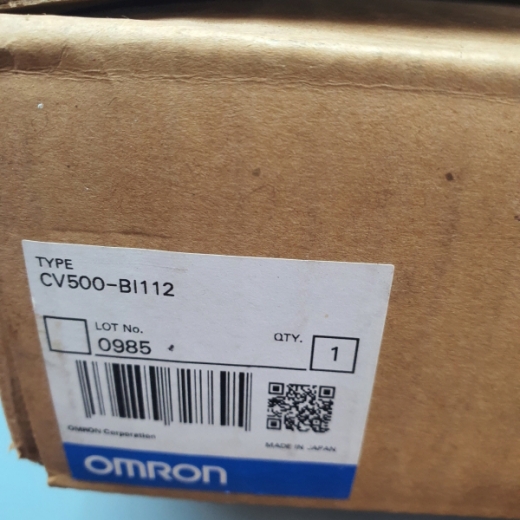 TYPE
CV500-BI112
LOT No.
0985
QTY.
1
OMRON Corporation
MADE IN JAPAN
OMRON